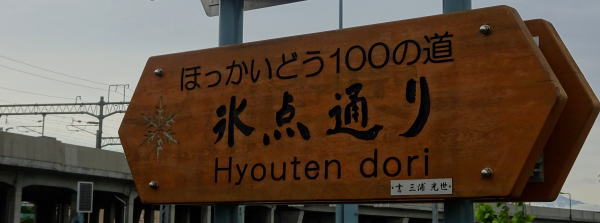 ほっかいどう100の道
氷点通り
Hyouten dori
・書 三浦 光世・